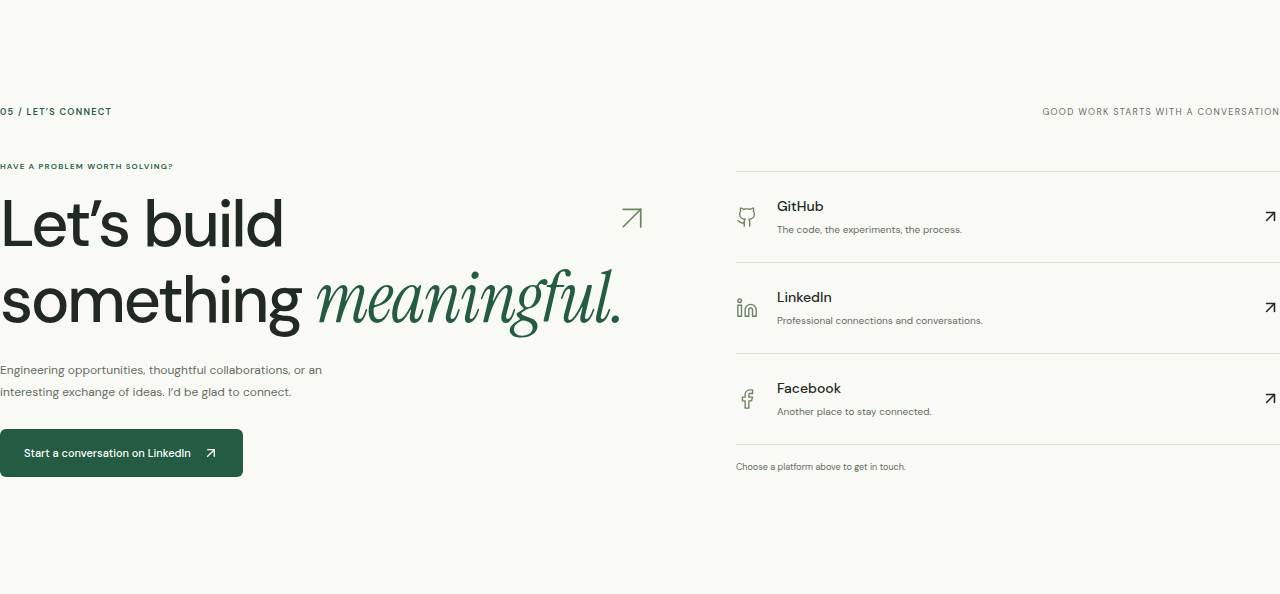 05 / LET’S CONNECT
GOOD WORK STARTS WITH A CONVERSATION
HAVE A PROBLEM WORTH SOLVING?
Let’s build
something meaningful.
Engineering opportunities, thoughtful collaborations, or an
interesting exchange of ideas. I’d be glad to connect.
Start a conversation on LinkedIn
GitHub
The code, the experiments, the process.
LinkedIn
Professional connections and conversations.
Facebook
Another place to stay connected.
Choose a platform above to get in touch.